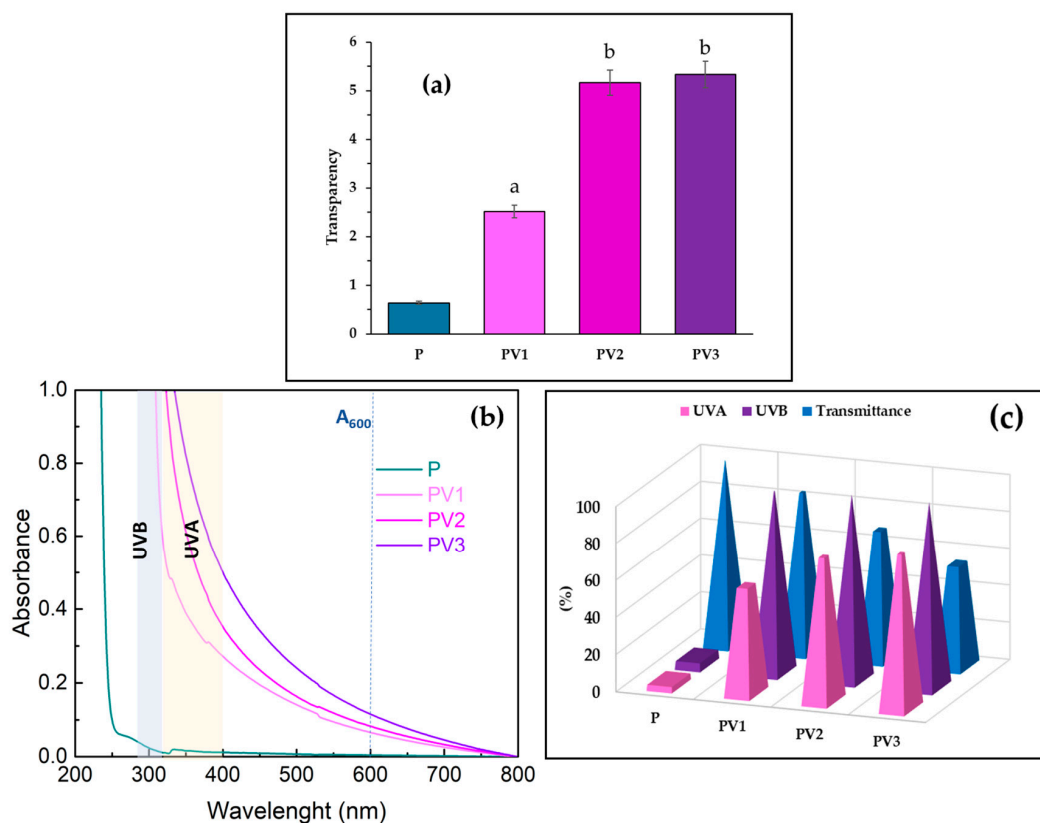 (a)
Transparency
6
5
4
3
2
1
0
a
b
b
P
PV1
PV2
PV3
(b)
Absorbance
1.0
0.8
0.6
0.4
0.2
0.0
UVB
UVA
A600
P
PV1
PV2
PV3
200
300
400
500
600
700
800
Wavelenght (nm)
UVA
UVB
Transmittance
(c)
(%)
100
80
60
40
20
0
P
PV1
PV2
PV3